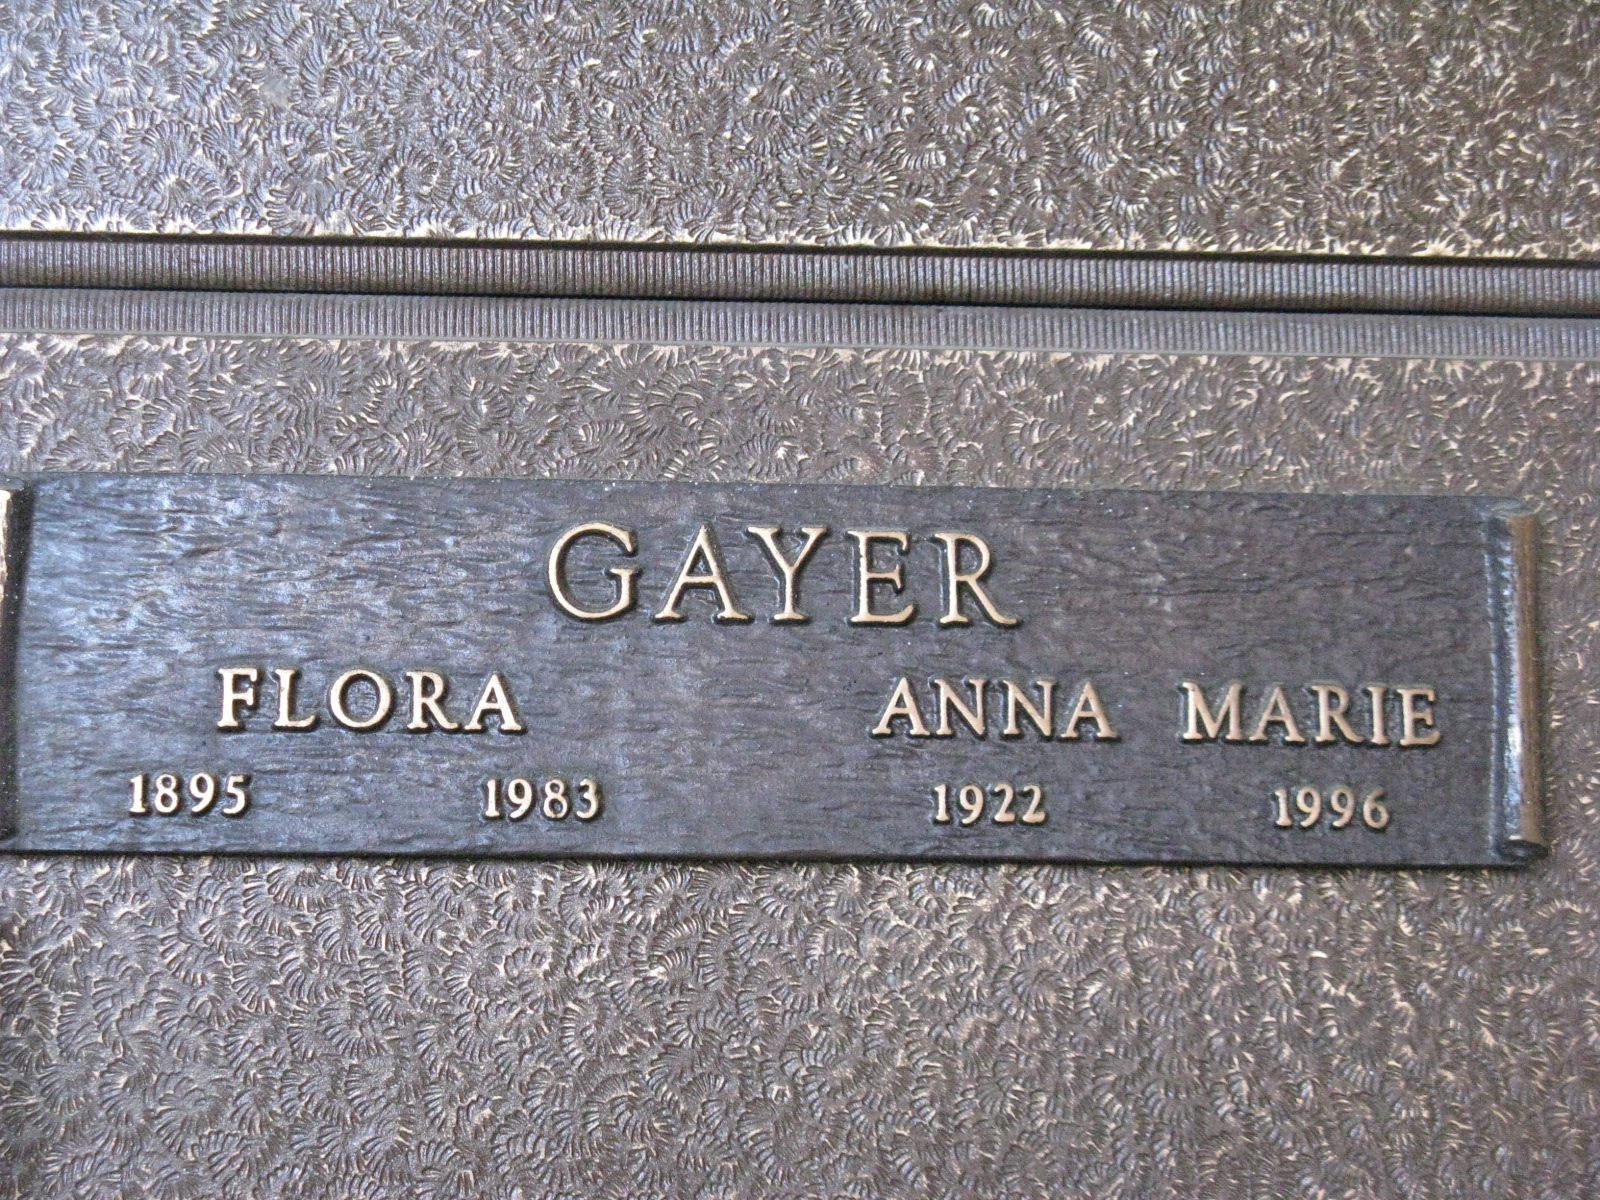 GAYER
FLORA ANNA MARIE
1895 1983 1922 1996